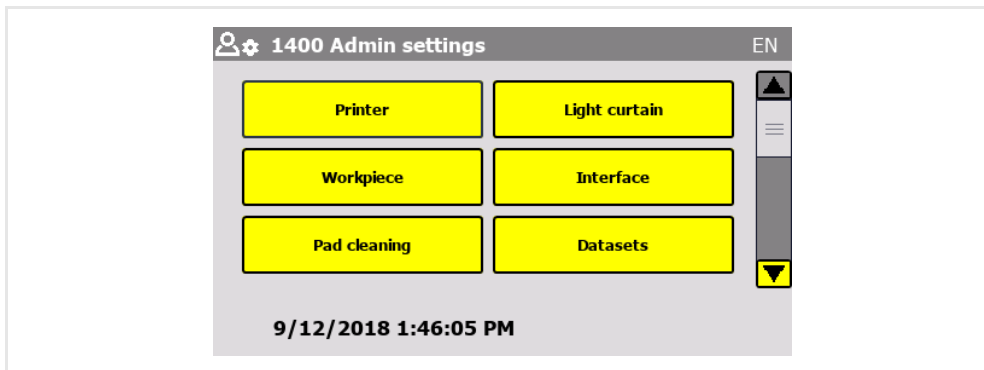 1400 Admin settings EN
Printer Light curtain
Workpiece Interface
Pad cleaning Datasets
9/12/2018 1:46:05 PM